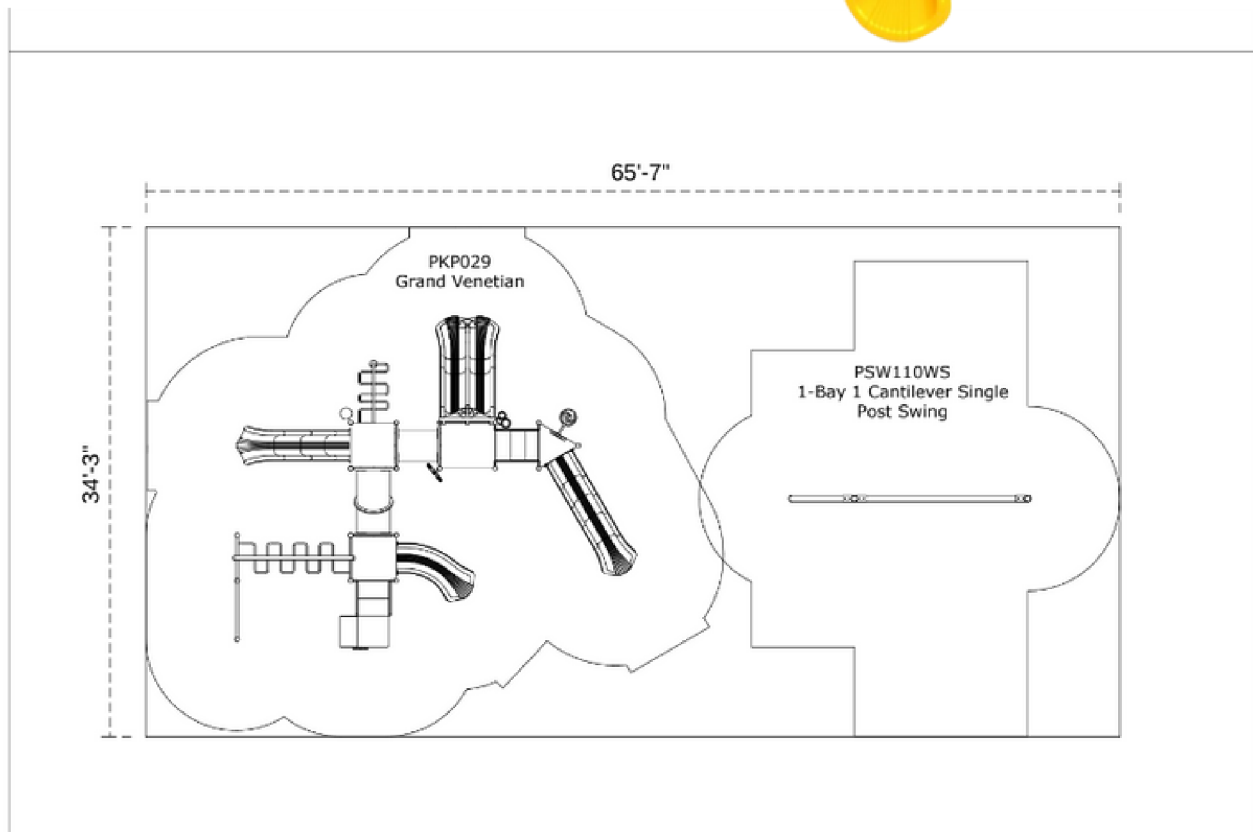 65'-7"
PKP029
Grand Venetian
PSW110WS
1-Bay 1 Cantilever Single
Post Swing
34'-3"